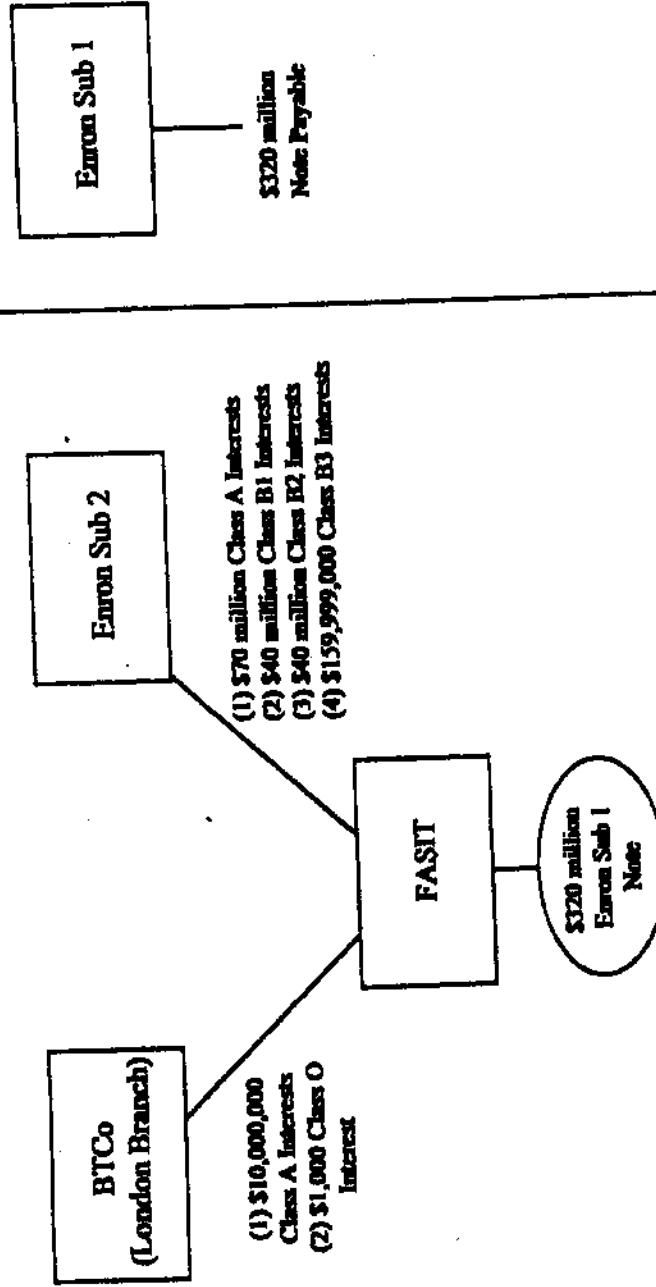 BTCo
(London Branch)
(1) $10,000,000
Class A Interests
(2) $1,000 Class O
Interest
Enron Sub 2
(1) $70 million Class A Interests
(2) $40 million Class B1 Interests
(3) $40 million Class B2 Interests
(4) $159,999,000 Class B3 Interests
FASIT
$320 million
Enron Sub 1
Note
Enron Sub 1
$320 million
Note Payable